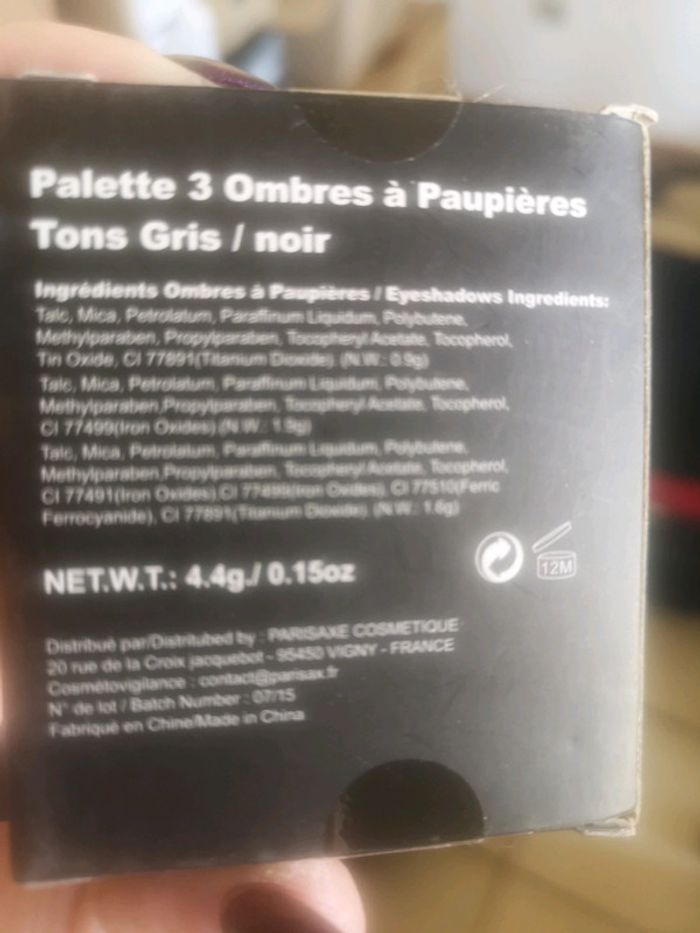 Palette 3 Ombres à Paupières
Tons Gris / noir
Ingrédients Ombres à Paupières / Eyeshadows Ingredients:
Talc, Mica, Petrolatum, Paraffinum Liquidum, Polybutene,
Methylparaben, Propylparaben, Tocopheryl Acetate, Tocopherol,
Tin Oxide, CI 77891(Titanium Dioxide). (N.W.: 0.9g)
Talc, Mica, Petrolatum, Paraffinum Liquidum, Polybutene,
Methylparaben,Propylparaben, Tocopheryl Acetate, Tocopherol,
CI 77499(Iron Oxides).(N.W.: 1.9g)
Talc, Mica, Petrolatum, Paraffinum Liquidum, Polybutene,
Methylparaben,Propylparaben, Tocopheryl Acetate, Tocopherol,
CI 77491(Iron Oxides),CI 77499(Iron Oxides), CI 77510(Ferric
Ferrocyanide), CI 77891(Titanium Dioxide). (N.W.: 1.6g)
NET.W.T.: 4.4g./ 0.15oz
12M
Distribué par/Distritubed by : PARISAXE COSMETIQUE
20 rue de la Croix jacquebot - 95450 VIGNY - FRANCE
Cosmétovigilance : contact@parisax.fr
N° de lot / Batch Number : 07/15
Fabriqué en Chine/Made in China